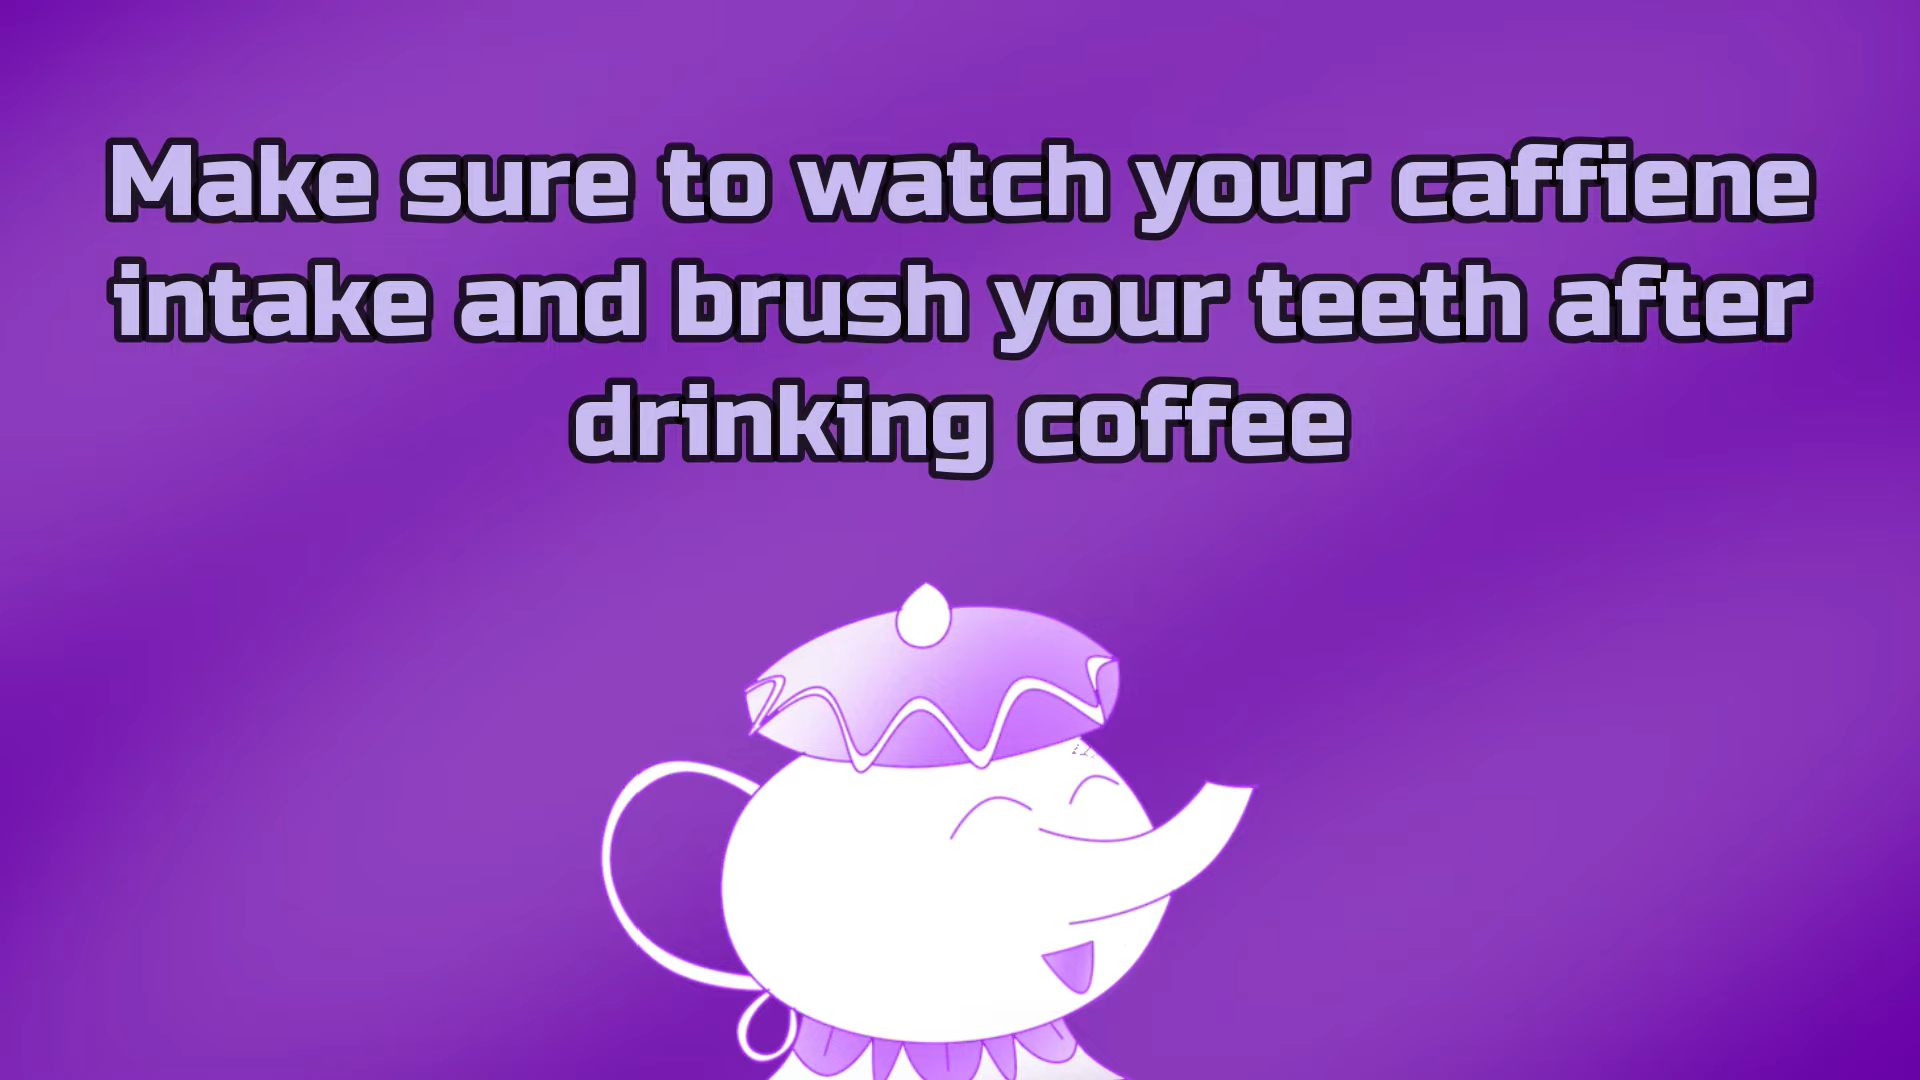 Make sure to watch your caffiene
intake and brush your teeth after
drinking coffee